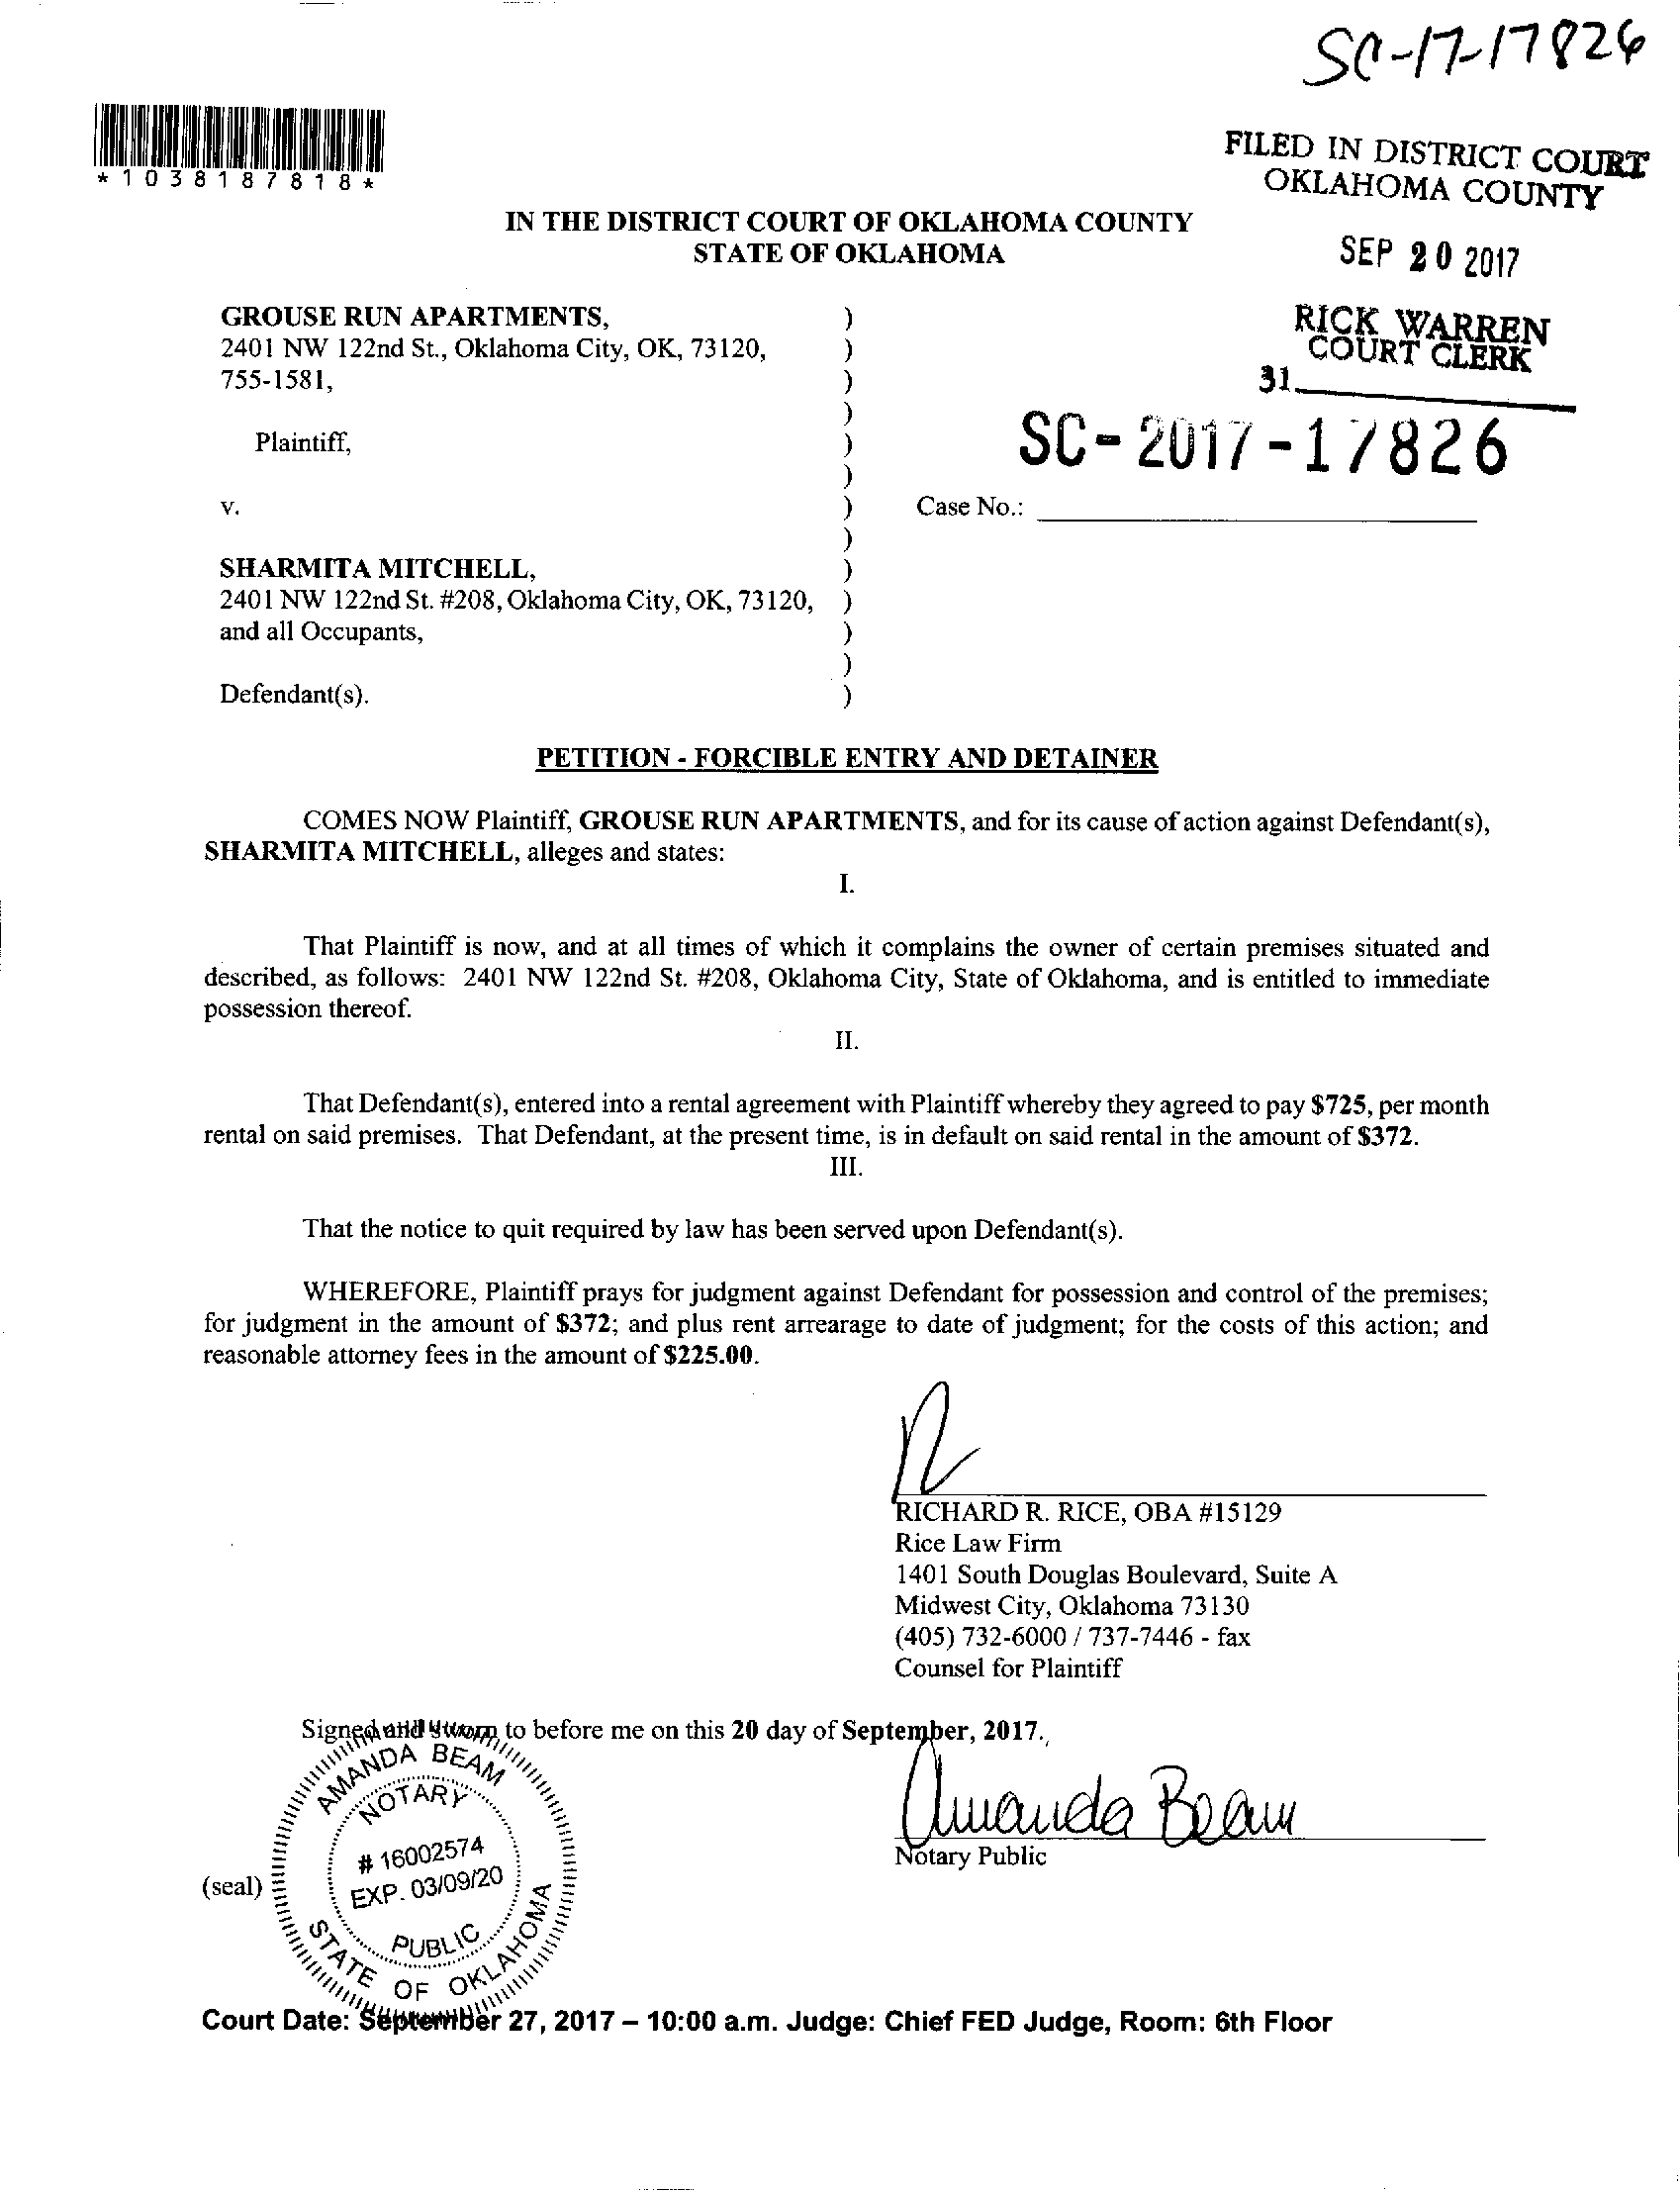 SC-17-17826
*1038187818*
FILED IN DISTRICT COURT
OKLAHOMA COUNTY
IN THE DISTRICT COURT OF OKLAHOMA COUNTY
STATE OF OKLAHOMA
SEP 20 2017
GROUSE RUN APARTMENTS, )
2401 NW 122nd St., Oklahoma City, OK, 73120, )
755-1581, )
)
RICK WARREN
COURT CLERK
31
Plaintiff, )
)
SC-2017-17826
v. ) Case No.:
)
SHARMITA MITCHELL, )
2401 NW 122nd St. #208, Oklahoma City, OK, 73120, )
and all Occupants, )
)
Defendant(s). )
PETITION - FORCIBLE ENTRY AND DETAINER
COMES NOW Plaintiff, GROUSE RUN APARTMENTS, and for its cause of action against Defendant(s),
SHARMITA MITCHELL, alleges and states:
I.
That Plaintiff is now, and at all times of which it complains the owner of certain premises situated and
described, as follows: 2401 NW 122nd St. #208, Oklahoma City, State of Oklahoma, and is entitled to immediate
possession thereof.
II.
That Defendant(s), entered into a rental agreement with Plaintiff whereby they agreed to pay $725, per month
rental on said premises. That Defendant, at the present time, is in default on said rental in the amount of $372.
III.
That the notice to quit required by law has been served upon Defendant(s).
WHEREFORE, Plaintiff prays for judgment against Defendant for possession and control of the premises;
for judgment in the amount of $372; and plus rent arrearage to date of judgment; for the costs of this action; and
reasonable attorney fees in the amount of $225.00.
RICHARD R. RICE, OBA #15129
Rice Law Firm
1401 South Douglas Boulevard, Suite A
Midwest City, Oklahoma 73130
(405) 732-6000 / 737-7446 - fax
Counsel for Plaintiff
Signed and sworn to before me on this 20 day of September, 2017.
Amanda Beam
Notary Public
(seal)
AMANDA BEAM
NOTARY
# 16002574
EXP. 03/09/20
PUBLIC
STATE OF OKLAHOMA
Court Date: September 27, 2017 – 10:00 a.m. Judge: Chief FED Judge, Room: 6th Floor